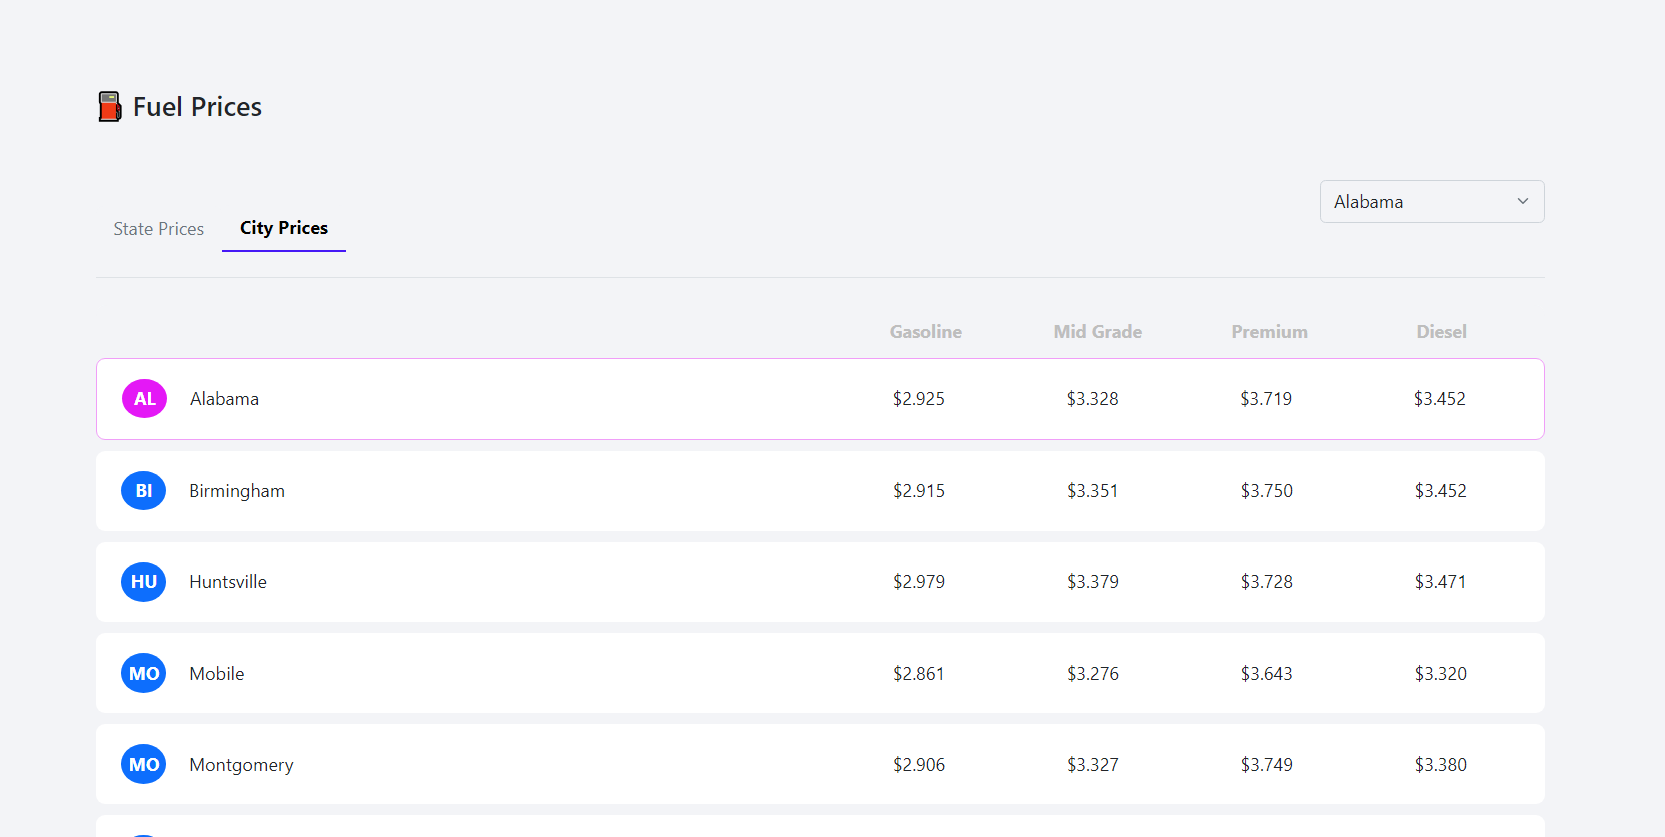 Fuel Prices
Alabama
State Prices City Prices
Gasoline Mid Grade Premium Diesel
AL Alabama $2.925 $3.328 $3.719 $3.452
BI Birmingham $2.915 $3.351 $3.750 $3.452
HU Huntsville $2.979 $3.379 $3.728 $3.471
MO Mobile $2.861 $3.276 $3.643 $3.320
MO Montgomery $2.906 $3.327 $3.749 $3.380